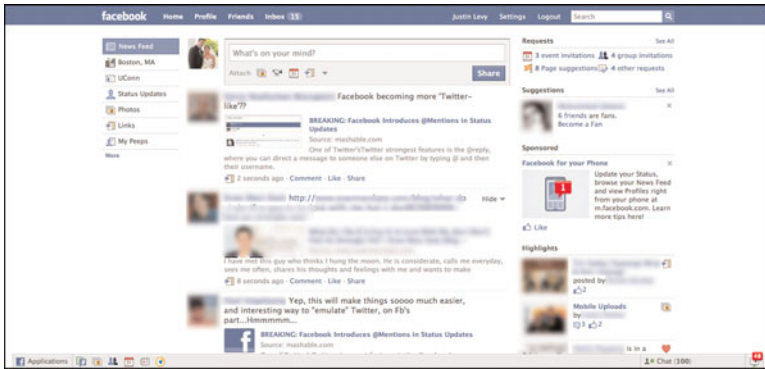 facebook Home Profile Friends Inbox 15 Justin Levy Settings Logout Search
News Feed
Boston, MA
UConn
Status Updates
Photos
Links
My Peeps
More
What's on your mind?
Attach
Share
Facebook becoming more 'Twitter-
like'??
BREAKING: Facebook Introduces @Mentions in Status
Updates
Source: mashable.com
One of Twitter'sTwitter strongest features is the @reply,
where you can direct a message to someone else on Twitter by typing @ and then
their username.
2 seconds ago · Comment · Like · Share
http://
Hide
I have met this guy who thinks I hung the moon. He is considerate, calls me everyday,
sees me often, shares his thoughts and feelings with me and wants to make
8 seconds ago · Comment · Like · Share
Yep, this will make things soooo much easier,
and interesting way to "emulate" Twitter, on Fb's
part...Hmmmmm...
BREAKING: Facebook Introduces @Mentions in Status Updates
Source: mashable.com
Requests See All
3 event invitations 4 group invitations
8 Page suggestions 4 other requests
Suggestions See All
6 friends are fans.
Become a Fan
Sponsored
Facebook for your Phone
1
Update your Status,
browse your News Feed
and view Profiles right
from your phone at
m.facebook.com. Learn
more tips here!
Like
Highlights
posted by
2
Mobile Uploads
by
3 2
is in a
Applications
Chat (100)